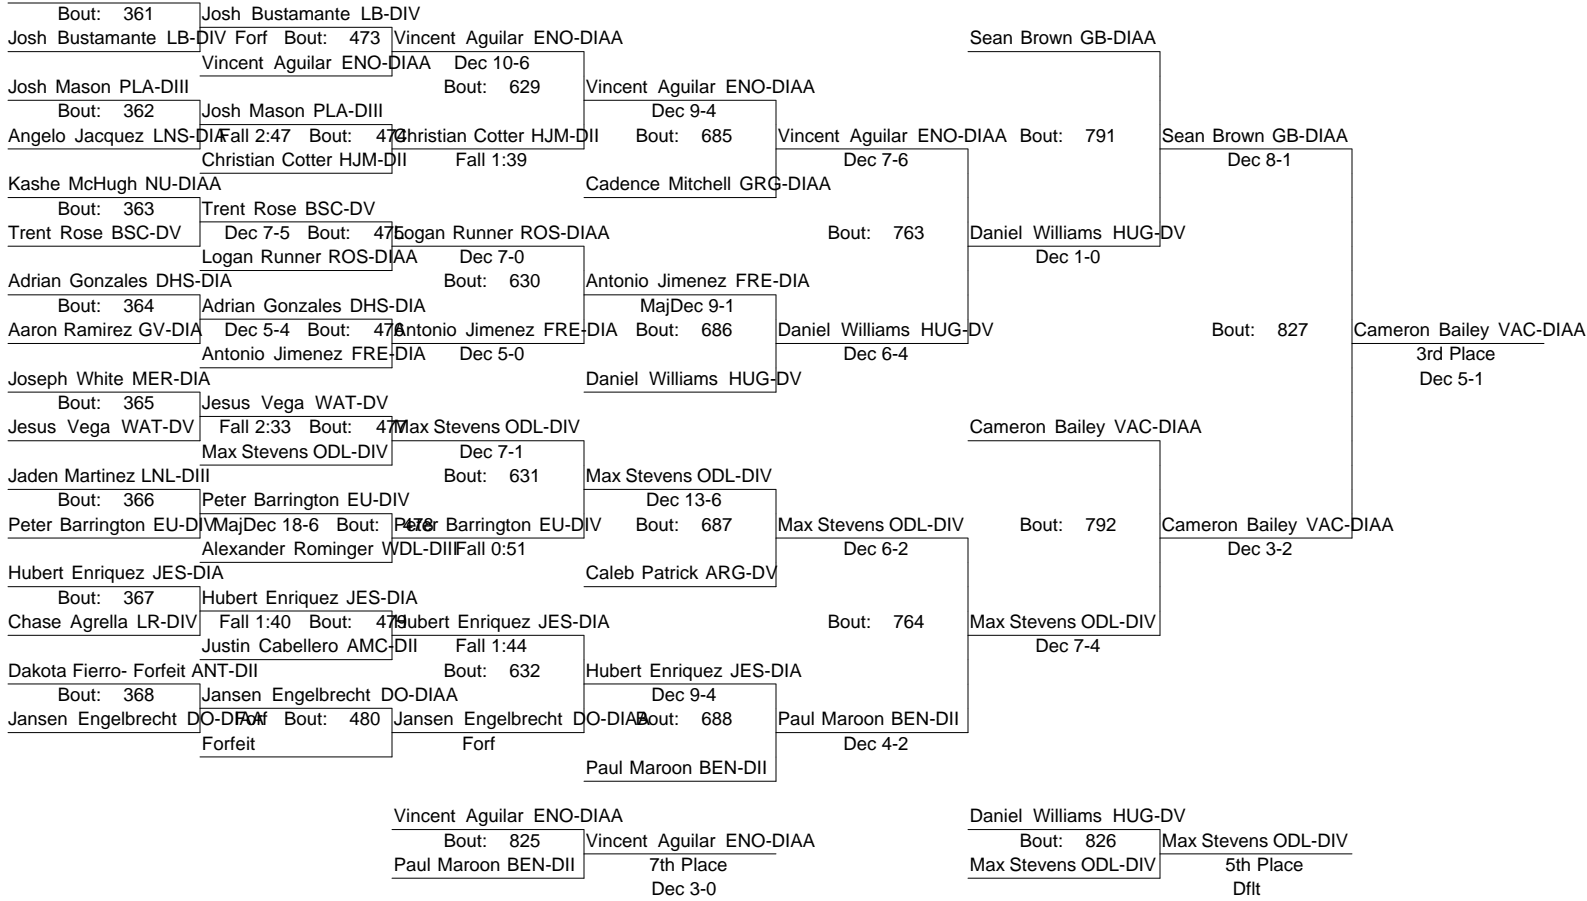 Bout: 361 Josh Bustamante LB-DIV
Josh Bustamante LB-DIV Forf Bout: 473 Vincent Aguilar ENO-DIAA Sean Brown GB-DIAA
Vincent Aguilar ENO-DIAA Dec 10-6
Josh Mason PLA-DIII Bout: 629 Vincent Aguilar ENO-DIAA
Bout: 362 Josh Mason PLA-DIII Dec 9-4
Angelo Jacquez LNS-DIA Fall 2:47 Bout: 474 Christian Cotter HJM-DII Bout: 685 Vincent Aguilar ENO-DIAA Bout: 791 Sean Brown GB-DIAA
Christian Cotter HJM-DII Fall 1:39 Dec 7-6 Dec 8-1
Kashe McHugh NU-DIAA Cadence Mitchell GRG-DIAA
Bout: 363 Trent Rose BSC-DV
Trent Rose BSC-DV Dec 7-5 Bout: 475 Logan Runner ROS-DIAA Bout: 763 Daniel Williams HUG-DV
Logan Runner ROS-DIAA Dec 7-0 Dec 1-0
Adrian Gonzales DHS-DIA Bout: 630 Antonio Jimenez FRE-DIA
Bout: 364 Adrian Gonzales DHS-DIA MajDec 9-1
Aaron Ramirez GV-DIA Dec 5-4 Bout: 476 Antonio Jimenez FRE-DIA Bout: 686 Daniel Williams HUG-DV Bout: 827 Cameron Bailey VAC-DIAA
Antonio Jimenez FRE-DIA Dec 5-0 Dec 6-4 3rd Place
Joseph White MER-DIA Daniel Williams HUG-DV Dec 5-1
Bout: 365 Jesus Vega WAT-DV
Jesus Vega WAT-DV Fall 2:33 Bout: 477 Max Stevens ODL-DIV Cameron Bailey VAC-DIAA
Max Stevens ODL-DIV Dec 7-1
Jaden Martinez LNL-DIII Bout: 631 Max Stevens ODL-DIV
Bout: 366 Peter Barrington EU-DIV Dec 13-6
Peter Barrington EU-DIV MajDec 18-6 Bout: 478 Peter Barrington EU-DIV Bout: 687 Max Stevens ODL-DIV Bout: 792 Cameron Bailey VAC-DIAA
Alexander Rominger WDL-DIII Fall 0:51 Dec 6-2 Dec 3-2
Hubert Enriquez JES-DIA Caleb Patrick ARG-DV
Bout: 367 Hubert Enriquez JES-DIA
Chase Agrella LR-DIV Fall 1:40 Bout: 479 Hubert Enriquez JES-DIA Bout: 764 Max Stevens ODL-DIV
Justin Cabellero AMC-DII Fall 1:44 Dec 7-4
Dakota Fierro- Forfeit ANT-DII Bout: 632 Hubert Enriquez JES-DIA
Bout: 368 Jansen Engelbrecht DO-DIAA Dec 9-4
Jansen Engelbrecht DO-DIAA Forf Bout: 480 Jansen Engelbrecht DO-DIAA Bout: 688 Paul Maroon BEN-DII
Forfeit Forf Dec 4-2
Paul Maroon BEN-DII
Vincent Aguilar ENO-DIAA Daniel Williams HUG-DV
Bout: 825 Vincent Aguilar ENO-DIAA Bout: 826 Max Stevens ODL-DIV
Paul Maroon BEN-DII 7th Place Max Stevens ODL-DIV 5th Place
Dec 3-0 Dflt